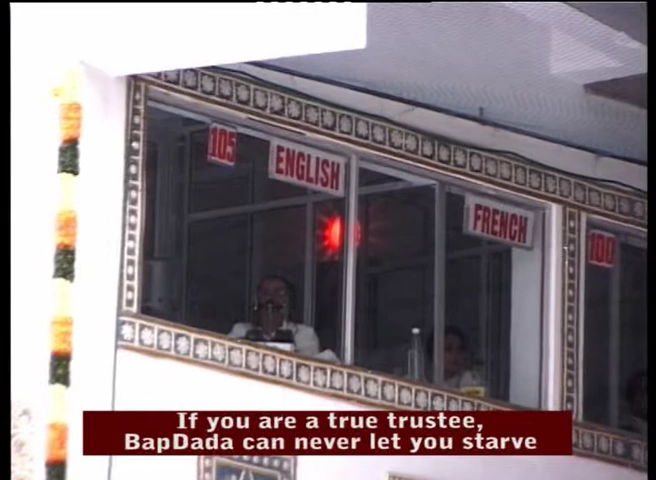 105
ENGLISH
FRENCH
100
If you are a true trustee,
BapDada can never let you starve